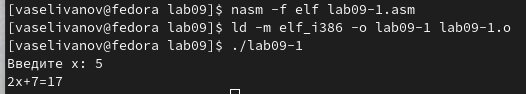 [vaselivanov@fedora lab09]$ nasm -f elf lab09-1.asm
[vaselivanov@fedora lab09]$ ld -m elf_i386 -o lab09-1 lab09-1.o
[vaselivanov@fedora lab09]$ ./lab09-1
Введите x: 5
2x+7=17